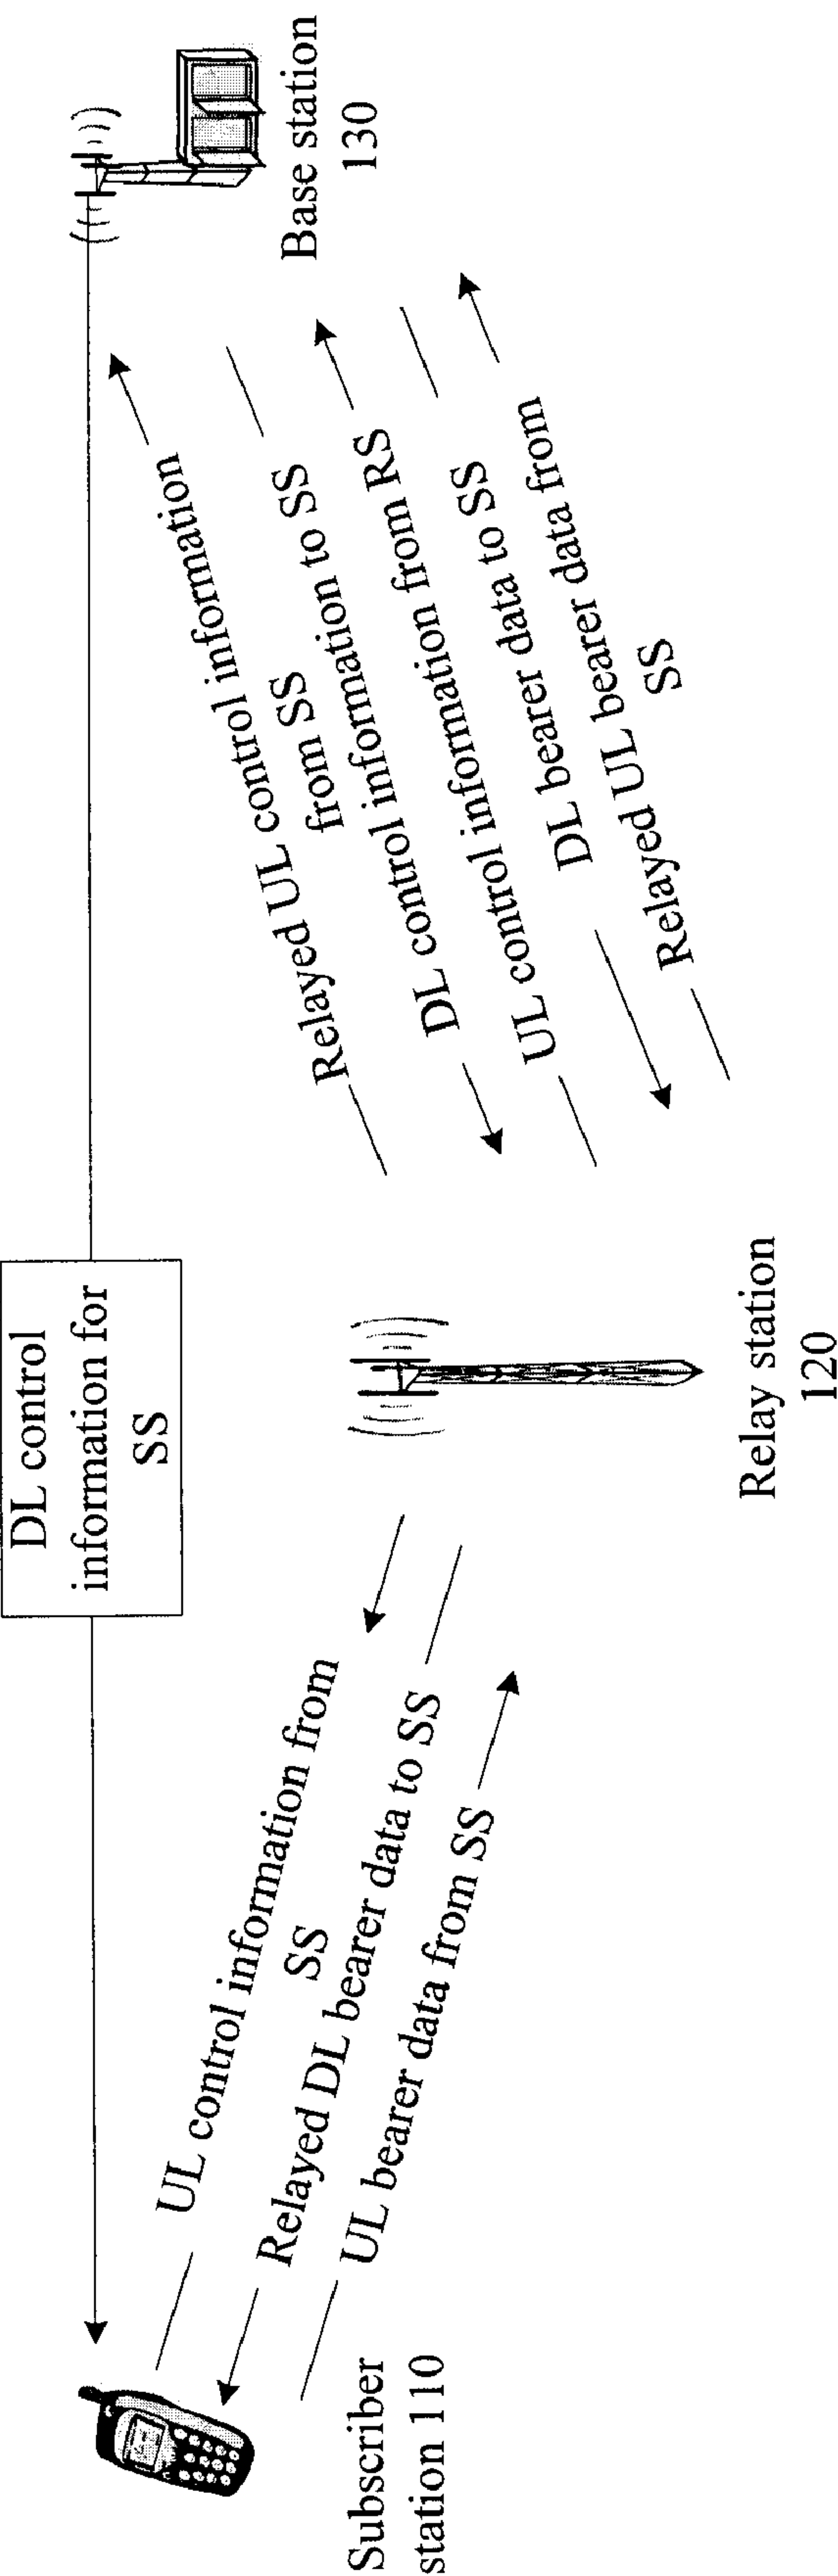 DL control
information for
SS
Base station
130
Relayed UL control information
from SS
DL control information from to SS
UL control information from RS
DL bearer data to SS
Relayed UL bearer data from
SS
UL control information from
SS
Relayed DL bearer data to SS
UL bearer data from SS
Subscriber
station 110
Relay station
120